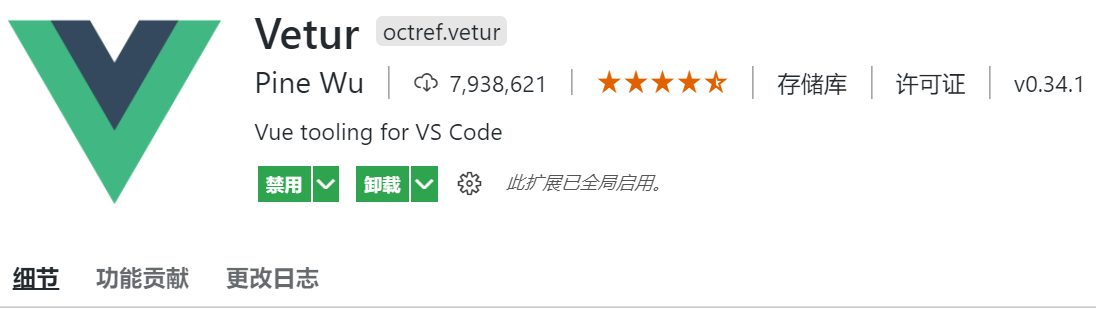 Vetur octref.vetur
Pine Wu 7,938,621 存储库 许可证 v0.34.1
Vue tooling for VS Code
禁用 卸载 此扩展已全局启用。
细节 功能贡献 更改日志